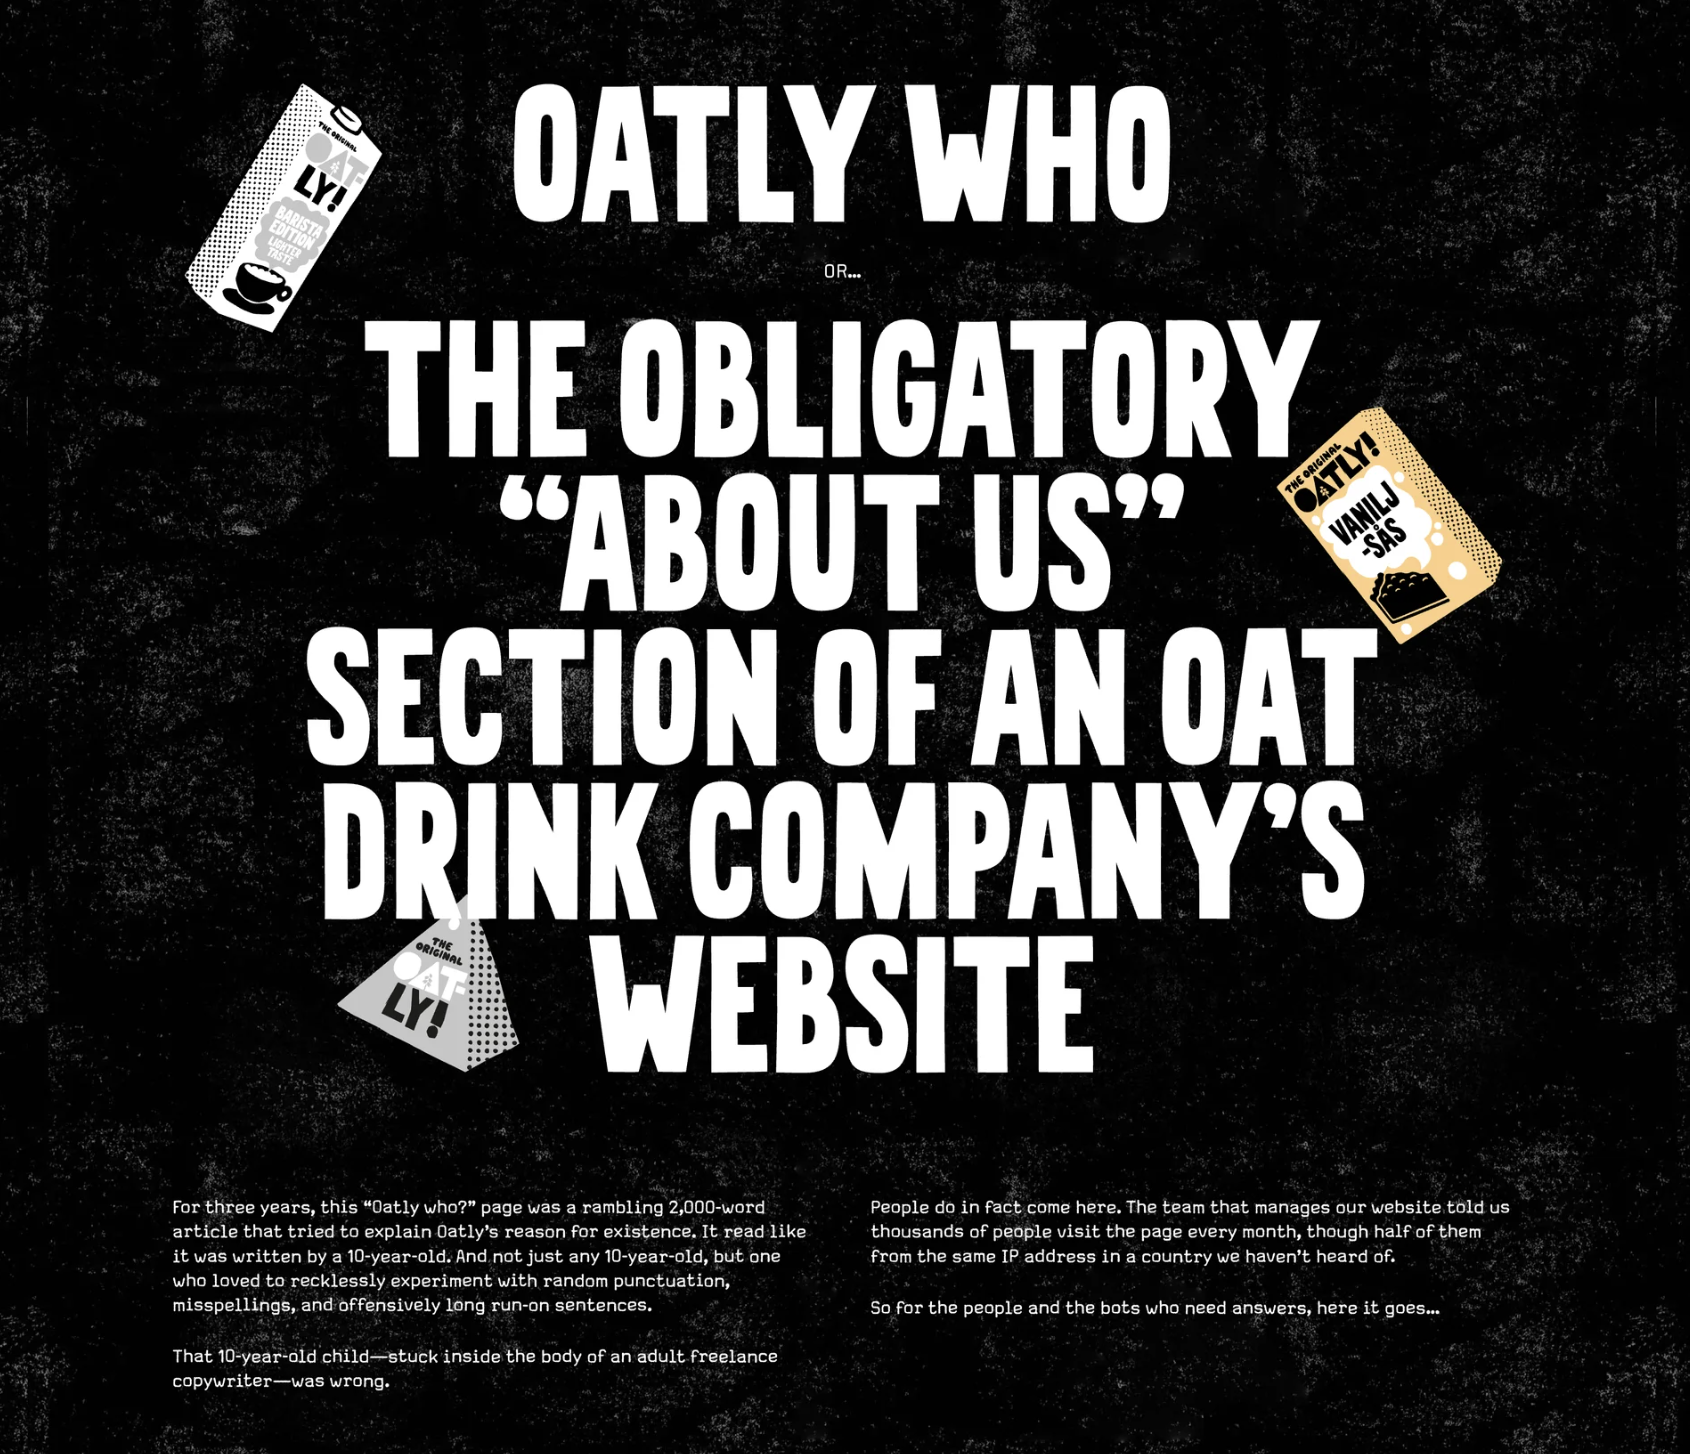 OATLY WHO
OR...
THE OBLIGATORY
“ABOUT US”
SECTION OF AN OAT
DRINK COMPANY’S
WEBSITE
THE ORIGINAL
OAT-
LY!
BARISTA
EDITION
LIGHTER
TASTE
THE ORIGINAL
OATLY!
VANILJ
-SÅS
THE
ORIGINAL
OAT-
LY!
For three years, this “Oatly who?” page was a rambling 2,000-word
article that tried to explain Oatly’s reason for existence. It read like
it was written by a 10-year-old. And not just any 10-year-old, but one
who loved to recklessly experiment with random punctuation,
misspellings, and offensively long run-on sentences.
That 10-year-old child—stuck inside the body of an adult freelance
copywriter—was wrong.
People do in fact come here. The team that manages our website told us
thousands of people visit the page every month, though half of them
from the same IP address in a country we haven’t heard of.
So for the people and the bots who need answers, here it goes...